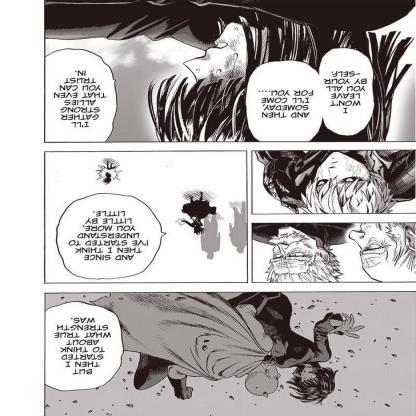 BUT
THEN I
STARTED
TO THINK
ABOUT
WHAT TRUE
STRENGTH
WAS.
AND SINCE
THEN I THINK
I'VE STARTED TO
UNDERSTAND
YOU MORE,
LITTLE BY
LITTLE.
I'LL
GATHER
STRONG
ALLIES
THAT EVEN
YOU CAN
TRUST
IN.
AND THEN
SOMEDAY,
I'LL COME
FOR YOU....
I WON'T
LEAVE
YOU ALL
BY YOUR
-SELF.